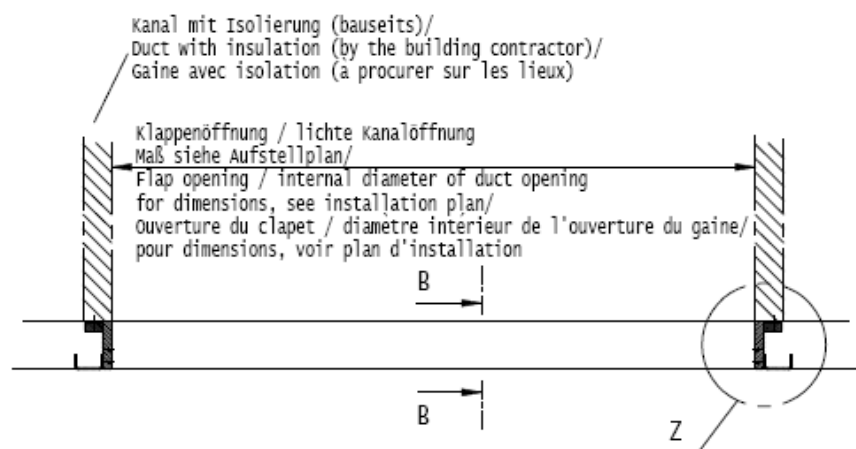 Kanal mit Isolierung (bauseits)/
Duct with insulation (by the building contractor)/
Gaine avec isolation (à procurer sur les lieux)
Klappenöffnung / lichte Kanalöffnung
Maß siehe Aufstellplan/
Flap opening / internal diameter of duct opening
for dimensions, see installation plan/
Ouverture du clapet / diamètre intérieur de l'ouverture du gaine/
pour dimensions, voir plan d'installation
B
B
Z